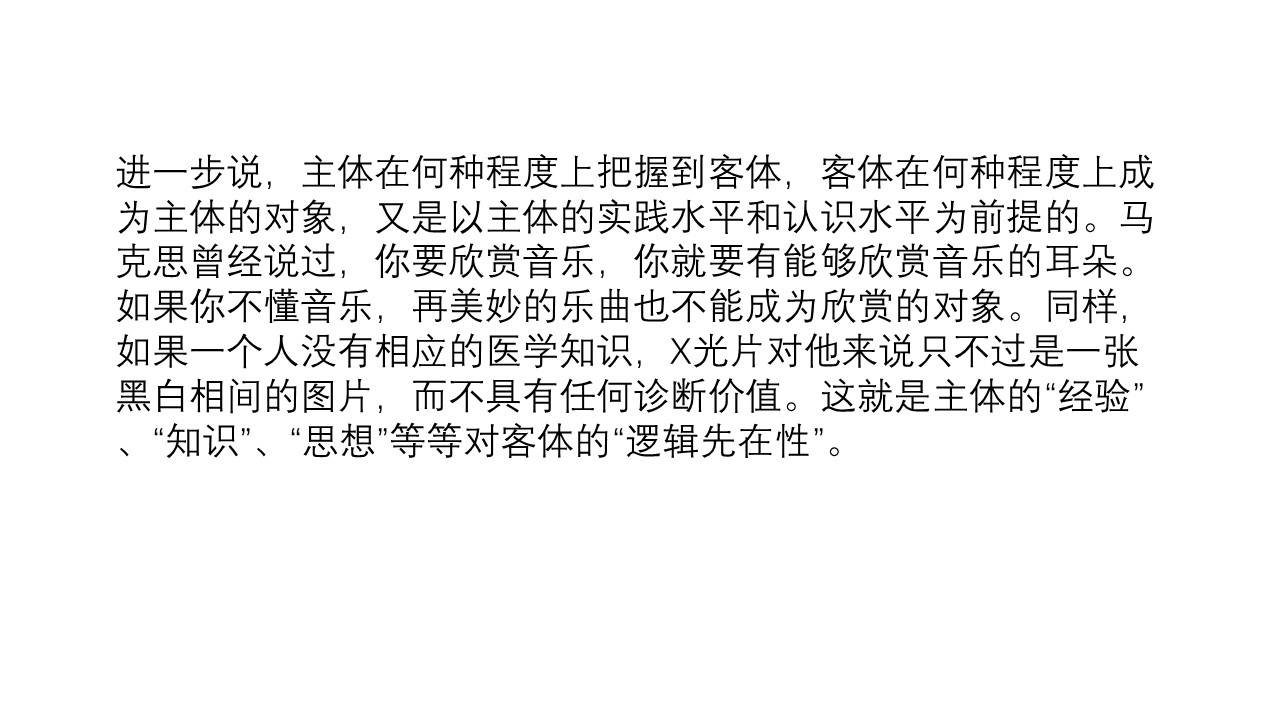 进一步说，主体在何种程度上把握到客体，客体在何种程度上成
为主体的对象，又是以主体的实践水平和认识水平为前提的。马
克思曾经说过，你要欣赏音乐，你就要有能够欣赏音乐的耳朵。
如果你不懂音乐，再美妙的乐曲也不能成为欣赏的对象。同样，
如果一个人没有相应的医学知识，X光片对他来说只不过是一张
黑白相间的图片，而不具有任何诊断价值。这就是主体的“经验”
、“知识”、“思想”等等对客体的“逻辑先在性”。